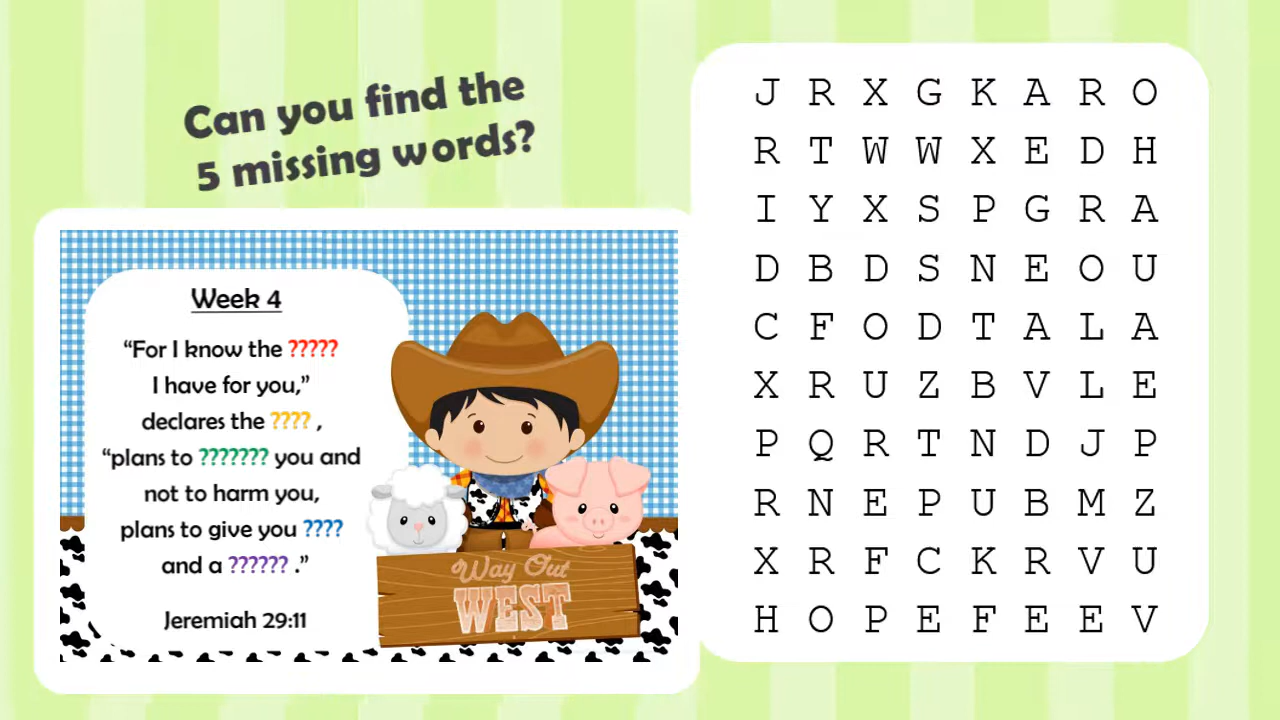 Can you find the
5 missing words?
Week 4
“For I know the ?????
I have for you,”
declares the ???? ,
“plans to ??????? you and
not to harm you,
plans to give you ????
and a ?????? .”
Jeremiah 29:11
Way Out
WEST
J R X G K A R O
R T W W X E D H
I Y X S P G R A
D B D S N E O U
C F O D T A L A
X R U Z B V L E
P Q R T N D J P
R N E P U B M Z
X R F C K R V U
H O P E F E E V